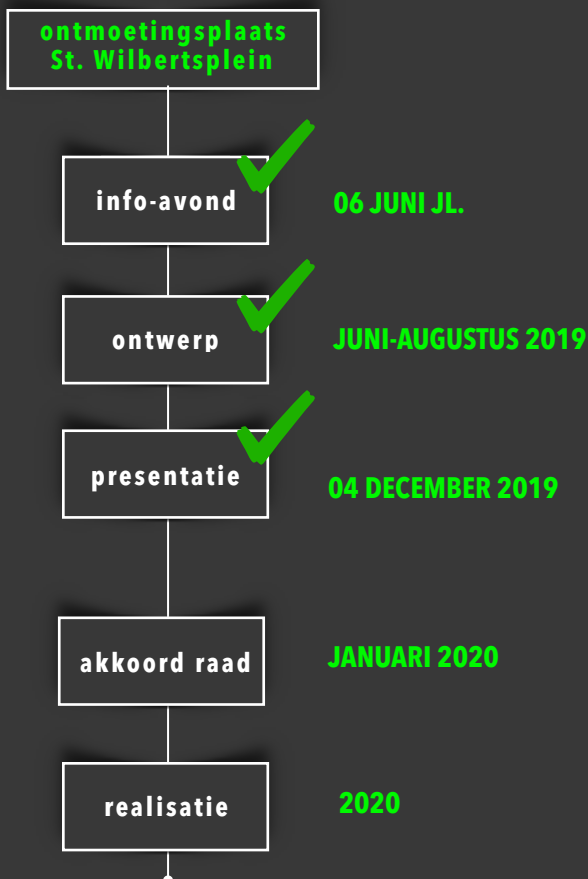 ontmoetingsplaats
St. Wilbertsplein
info-avond
06 JUNI JL.
ontwerp
JUNI-AUGUSTUS 2019
presentatie
04 DECEMBER 2019
akkoord raad
JANUARI 2020
realisatie
2020